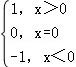 1, x＞0
0, x=0
-1, x＜0